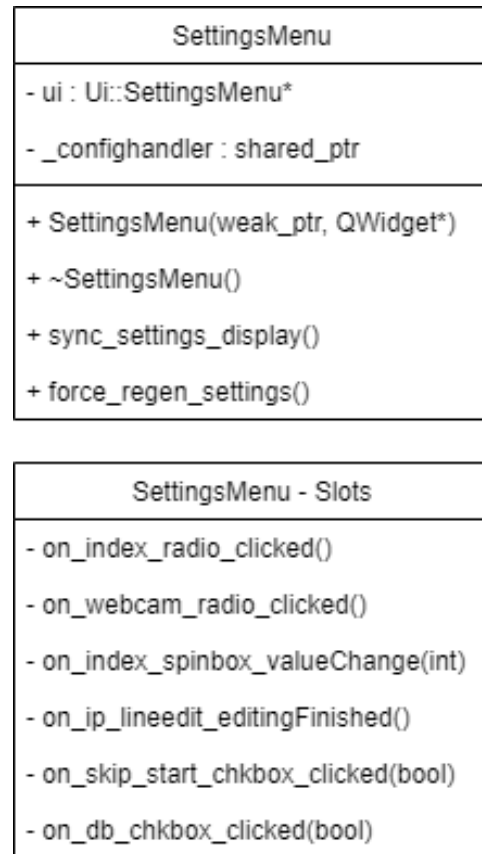 SettingsMenu
- ui : Ui::SettingsMenu*
- _confighandler : shared_ptr
+ SettingsMenu(weak_ptr, QWidget*)
+ ~SettingsMenu()
+ sync_settings_display()
+ force_regen_settings()
SettingsMenu - Slots
- on_index_radio_clicked()
- on_webcam_radio_clicked()
- on_index_spinbox_valueChange(int)
- on_ip_lineedit_editingFinished()
- on_skip_start_chkbox_clicked(bool)
- on_db_chkbox_clicked(bool)